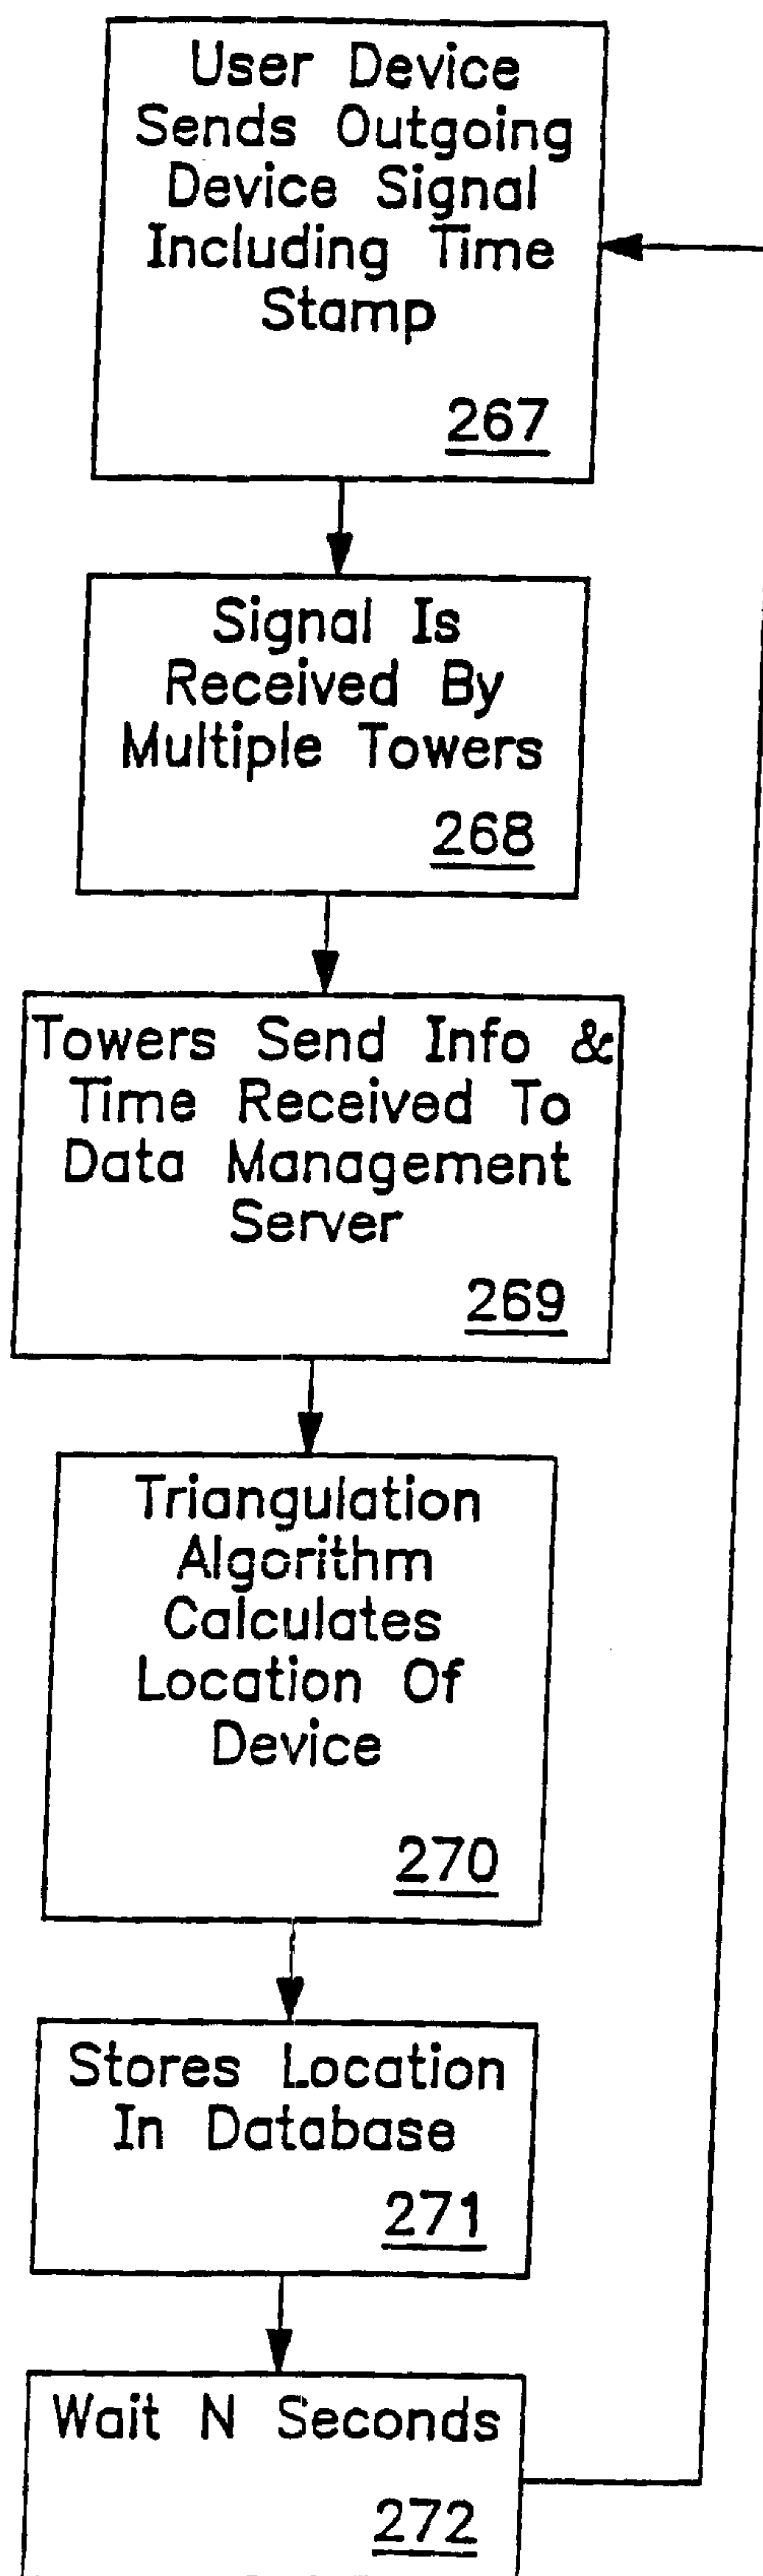 User Device
Sends Outgoing
Device Signal
Including Time
Stamp
267
Signal Is
Received By
Multiple Towers
268
Towers Send Info &
Time Received To
Data Management
Server
269
Triangulation
Algorithm
Calculates
Location Of
Device
270
Stores Location
In Database
271
Wait N Seconds
272